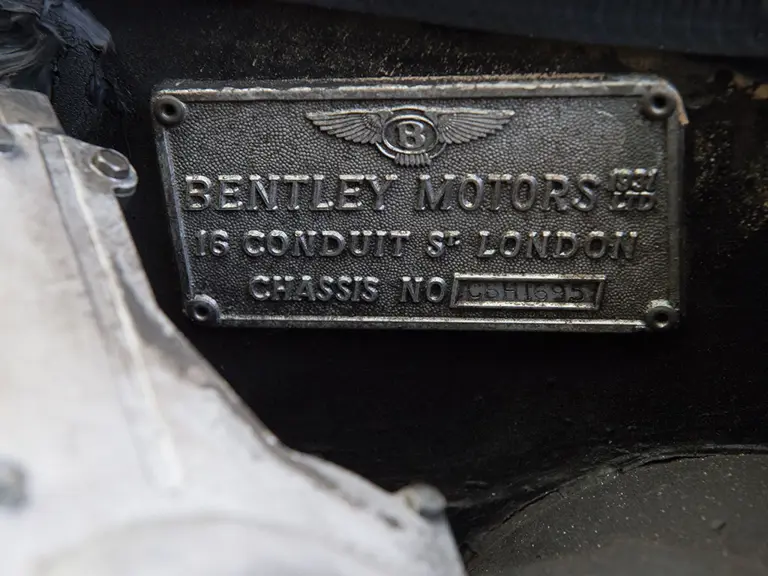 B
BENTLEY MOTORS 1931 LTD.
16 CONDUIT ST LONDON
CHASSIS NO